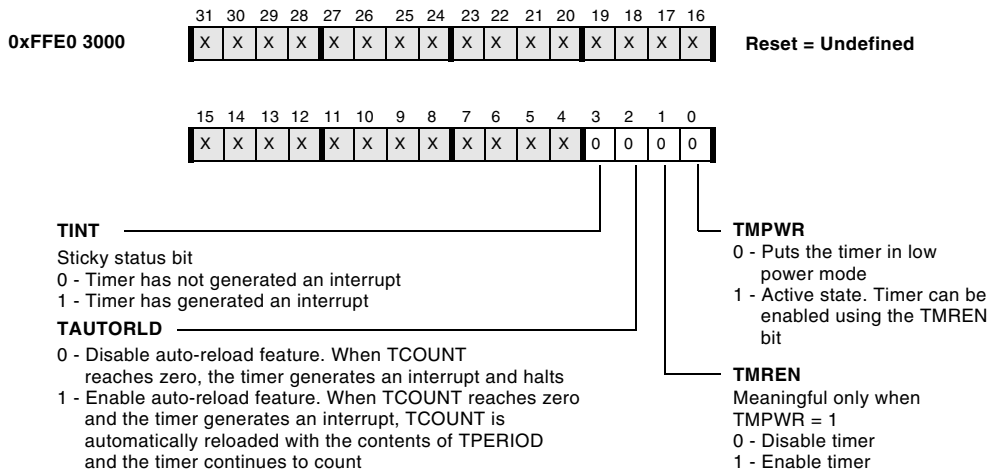 31 30 29 28 27 26 25 24 23 22 21 20 19 18 17 16
0xFFE0 3000 X X X X X X X X X X X X X X X X Reset = Undefined
15 14 13 12 11 10 9 8 7 6 5 4 3 2 1 0
X X X X X X X X X X X X 0 0 0 0
TINT
Sticky status bit
0 - Timer has not generated an interrupt
1 - Timer has generated an interrupt
TAUTORLD
0 - Disable auto-reload feature. When TCOUNT
reaches zero, the timer generates an interrupt and halts
1 - Enable auto-reload feature. When TCOUNT reaches zero
and the timer generates an interrupt, TCOUNT is
automatically reloaded with the contents of TPERIOD
and the timer continues to count
TMPWR
0 - Puts the timer in low
power mode
1 - Active state. Timer can be
enabled using the TMREN
bit
TMREN
Meaningful only when
TMPWR = 1
0 - Disable timer
1 - Enable timer